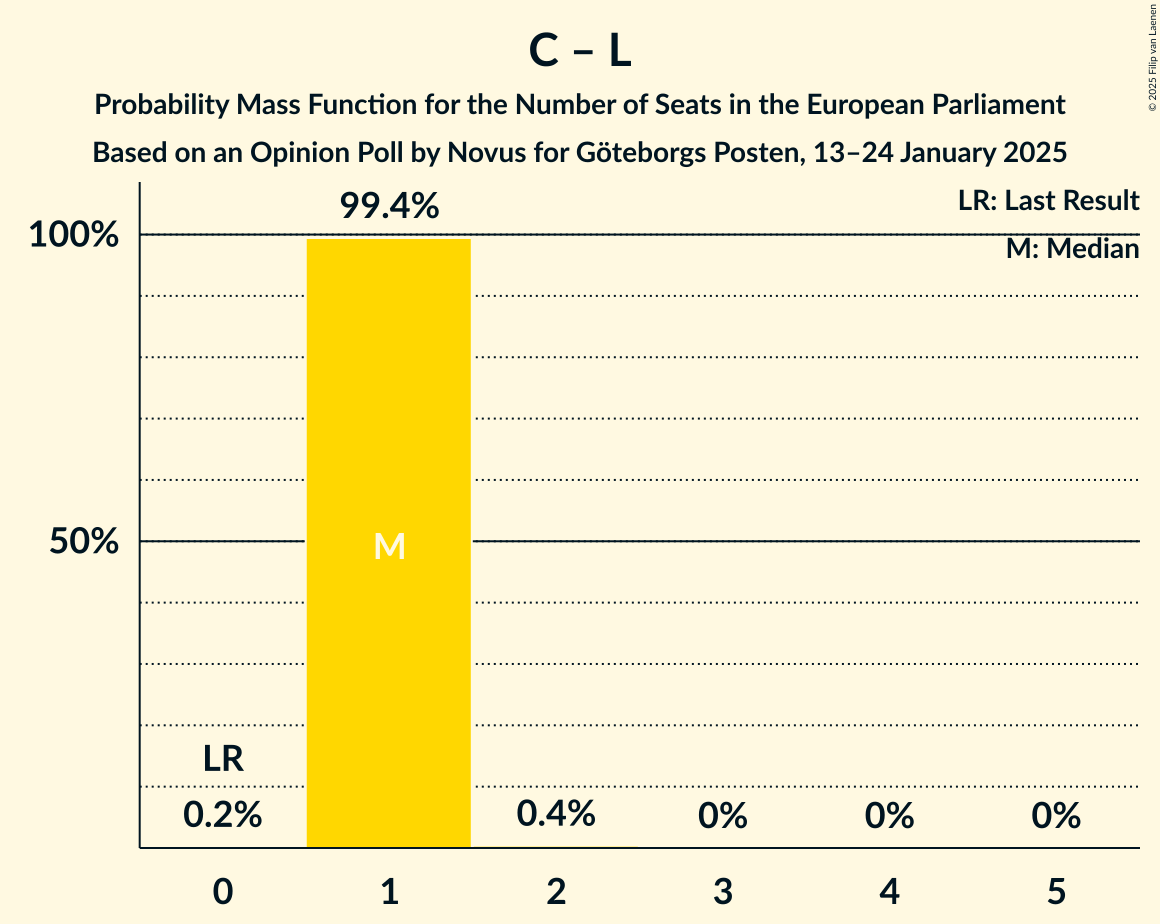 C – L
Probability Mass Function for the Number of Seats in the European Parliament
Based on an Opinion Poll by Novus for Göteborgs Posten, 13–24 January 2025
© 2025 Filip van Laenen
LR: Last Result
M: Median
99.4%
100%
50%
M
LR
0.2%
0.4%
0%
0%
0%
0
1
2
3
4
5